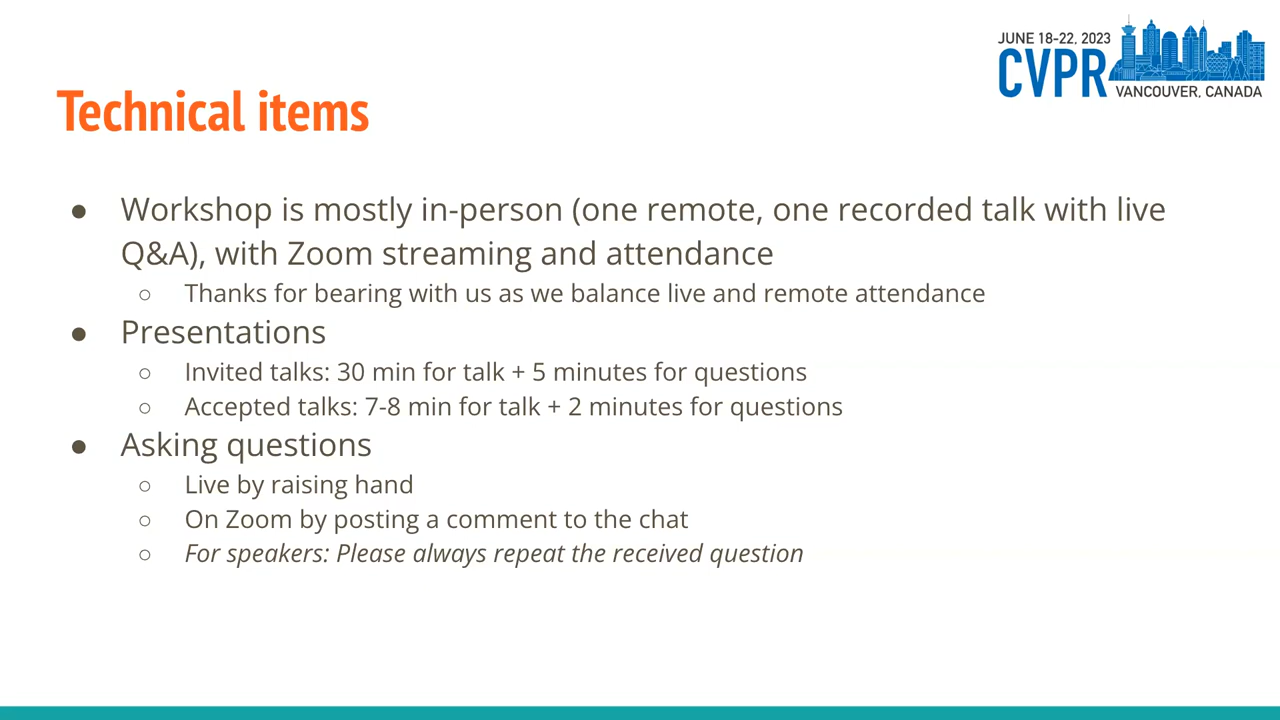 JUNE 18-22, 2023
CVPR
VANCOUVER, CANADA
Technical items
● Workshop is mostly in-person (one remote, one recorded talk with live
Q&A), with Zoom streaming and attendance
○ Thanks for bearing with us as we balance live and remote attendance
● Presentations
○ Invited talks: 30 min for talk + 5 minutes for questions
○ Accepted talks: 7-8 min for talk + 2 minutes for questions
● Asking questions
○ Live by raising hand
○ On Zoom by posting a comment to the chat
○ For speakers: Please always repeat the received question